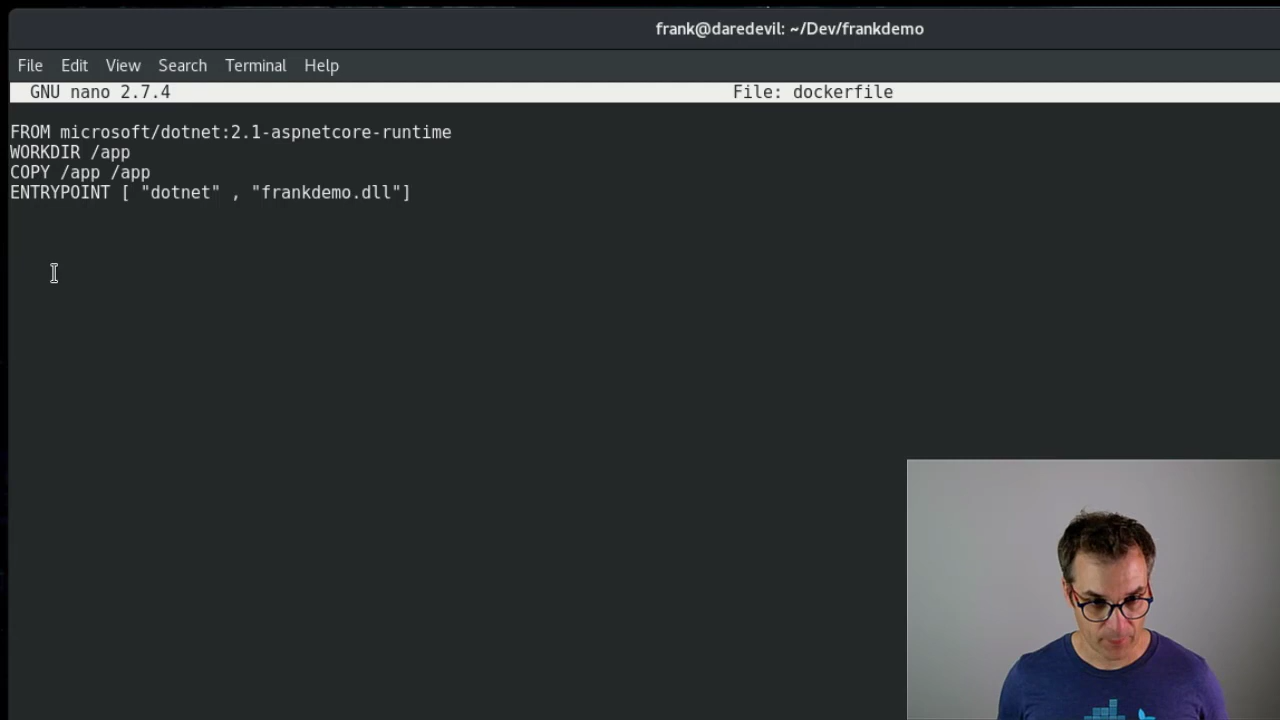 frank@daredevil: ~/Dev/frankdemo
File Edit View Search Terminal Help
GNU nano 2.7.4 File: dockerfile
FROM microsoft/dotnet:2.1-aspnetcore-runtime
WORKDIR /app
COPY /app /app
ENTRYPOINT [ "dotnet" , "frankdemo.dll"]